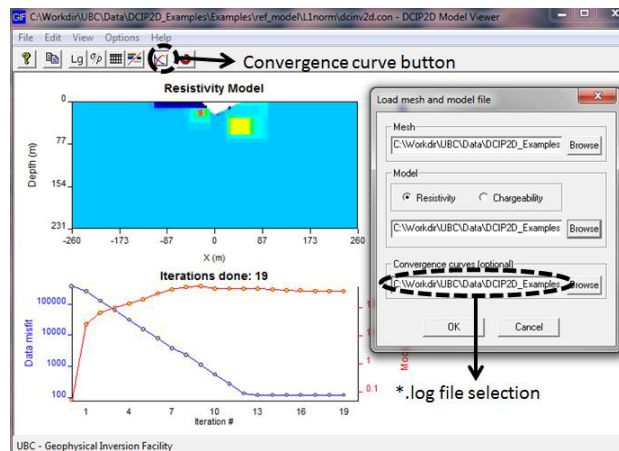 GIF C:\Workdir\UBC\Data\DCIP2D_Examples\Examples\ref_model\L1norm\dcinv2d.con - DCIP2D Model Viewer
File Edit View Options Help
Lg σ/ρ
Convergence curve button
Resistivity Model
0
77
154
231
Depth (m)
-260 -173 -87 0 87 173 260
X (m)
Iterations done: 19
100000
10000
1000
100
Data misfit
1
0.1
1 4 7 10 13 16 19
Iteration #
Load mesh and model file
Mesh
C:\Workdir\UBC\Data\DCIP2D_Examples Browse
Model
Resistivity Chargeability
C:\Workdir\UBC\Data\DCIP2D_Examples Browse
Convergence curves (optional)
C:\Workdir\UBC\Data\DCIP2D_Examples Browse
OK Cancel
*.log file selection
UBC - Geophysical Inversion Facility